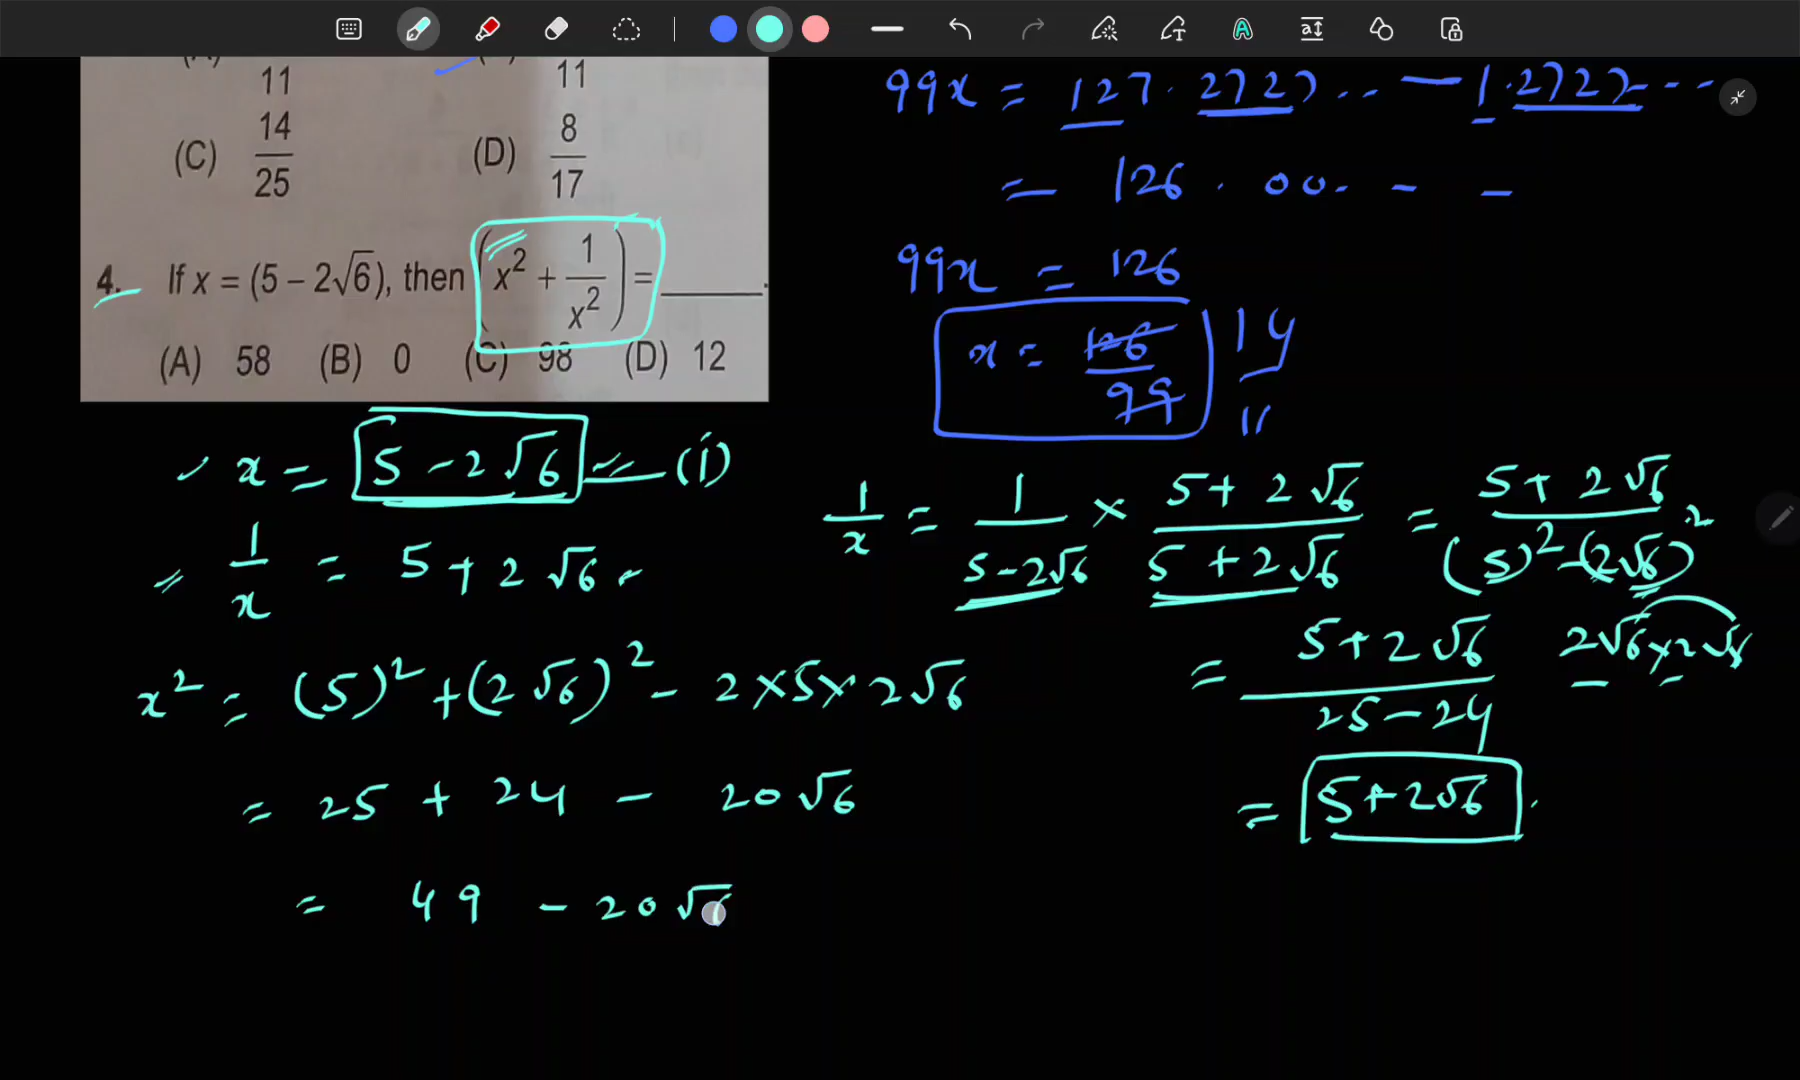 11
11
(C) 14/25 (D) 8/17
4. If x = (5 – 2√6), then (x² + 1/x²) = ______.
(A) 58 (B) 0 (C) 98 (D) 12
99x = 127.2727.. — 1.2727---
= 126.00.--
99x = 126
x = 126/99
14/11
x = 5 - 2√6 — (i)
1/x = 5 + 2√6
x² = (5)² + (2√6)² - 2×5×2√6
= 25 + 24 - 20√6
= 49 - 20√6
1/x = 1/(5-2√6) × (5+2√6)/(5+2√6) = (5+2√6)/((5)²-(2√6)²)
= (5+2√6)/(25-24)
2√6×2√6
= 5+2√6.